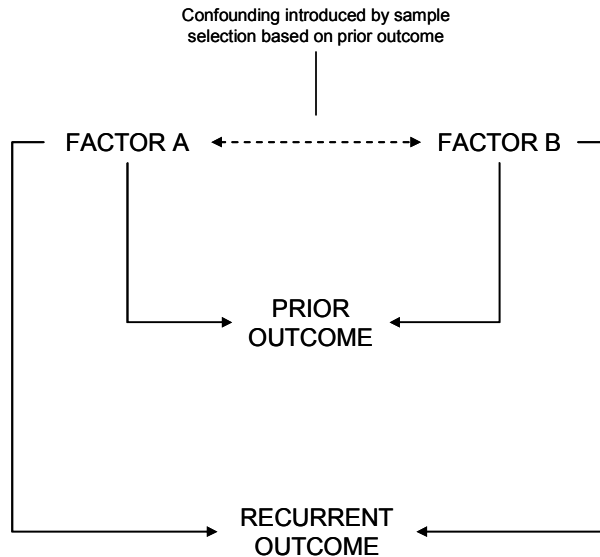 Confounding introduced by sample
selection based on prior outcome
FACTOR A
FACTOR B
PRIOR
OUTCOME
RECURRENT
OUTCOME